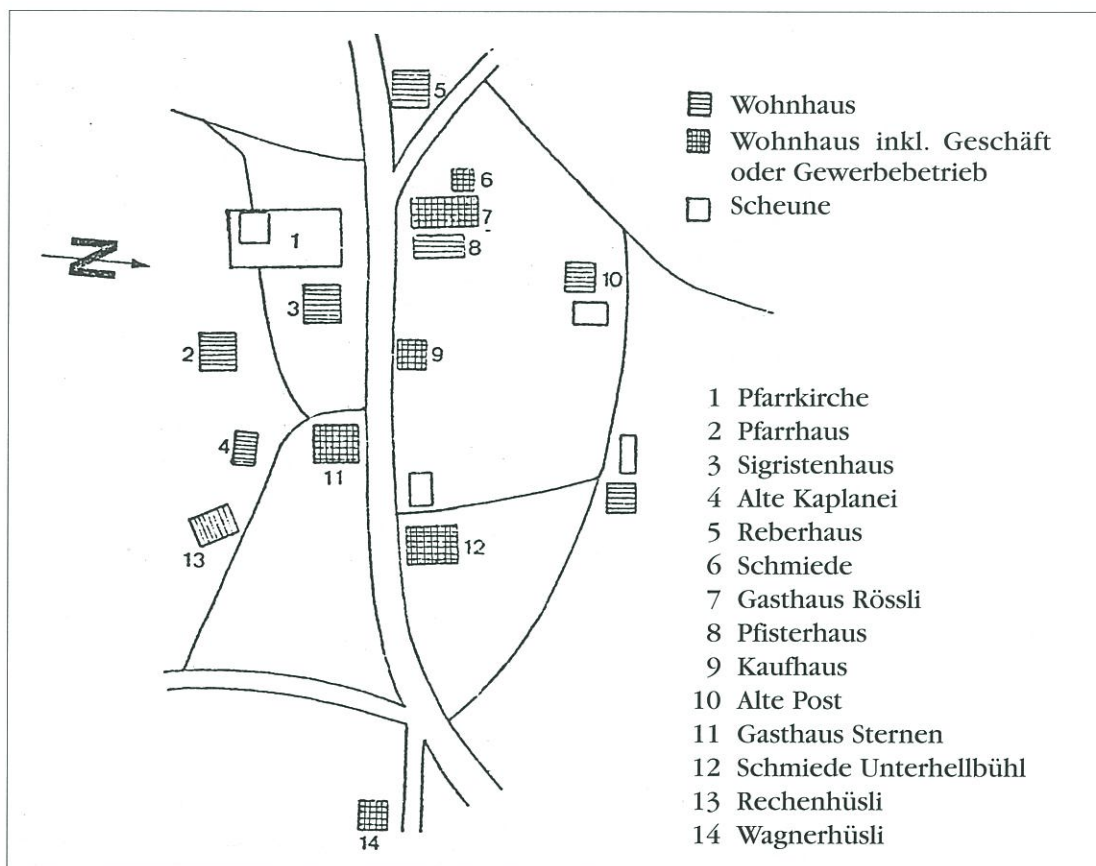 5
6
7
8
1
N
3
10
2
9
4
11
12
13
14
Wohnhaus
Wohnhaus inkl. Geschäft
oder Gewerbebetrieb
Scheune
1 Pfarrkirche
2 Pfarrhaus
3 Sigristenhaus
4 Alte Kaplanei
5 Reberhaus
6 Schmiede
7 Gasthaus Rössli
8 Pfisterhaus
9 Kaufhaus
10 Alte Post
11 Gasthaus Sternen
12 Schmiede Unterhellbühl
13 Rechenhüsli
14 Wagnerhüsli